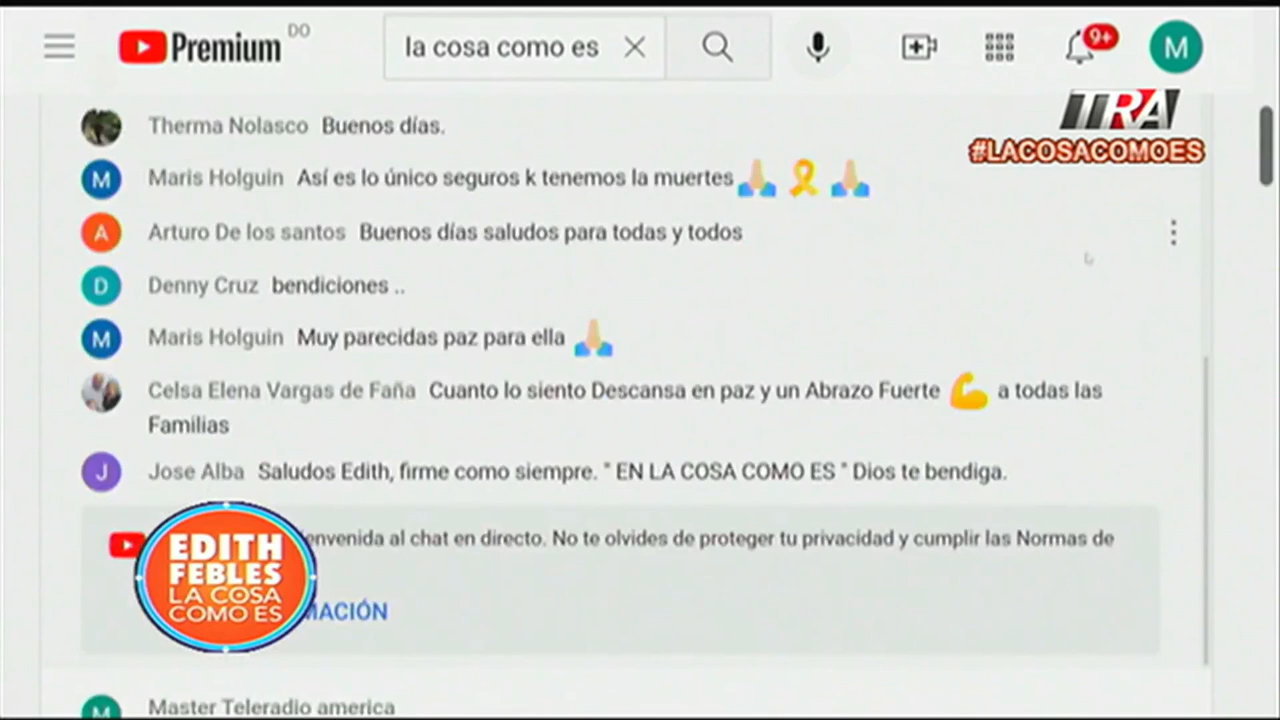 Premium DO
la cosa como es
9+
M
TRA
#LACOSACOMOES
Therma Nolasco Buenos días.
M Maris Holguin Así es lo único seguros k tenemos la muertes
A Arturo De los santos Buenos días saludos para todas y todos
D Denny Cruz bendiciones ..
M Maris Holguin Muy parecidas paz para ella
Celsa Elena Vargas de Faña Cuanto lo siento Descansa en paz y un Abrazo Fuerte a todas las
Familias
J Jose Alba Saludos Edith, firme como siempre. " EN LA COSA COMO ES " Dios te bendiga.
envenida al chat en directo. No te olvides de proteger tu privacidad y cumplir las Normas de
MACIÓN
EDITH
FEBLES
LA COSA
COMO ES
M Master Teleradio america